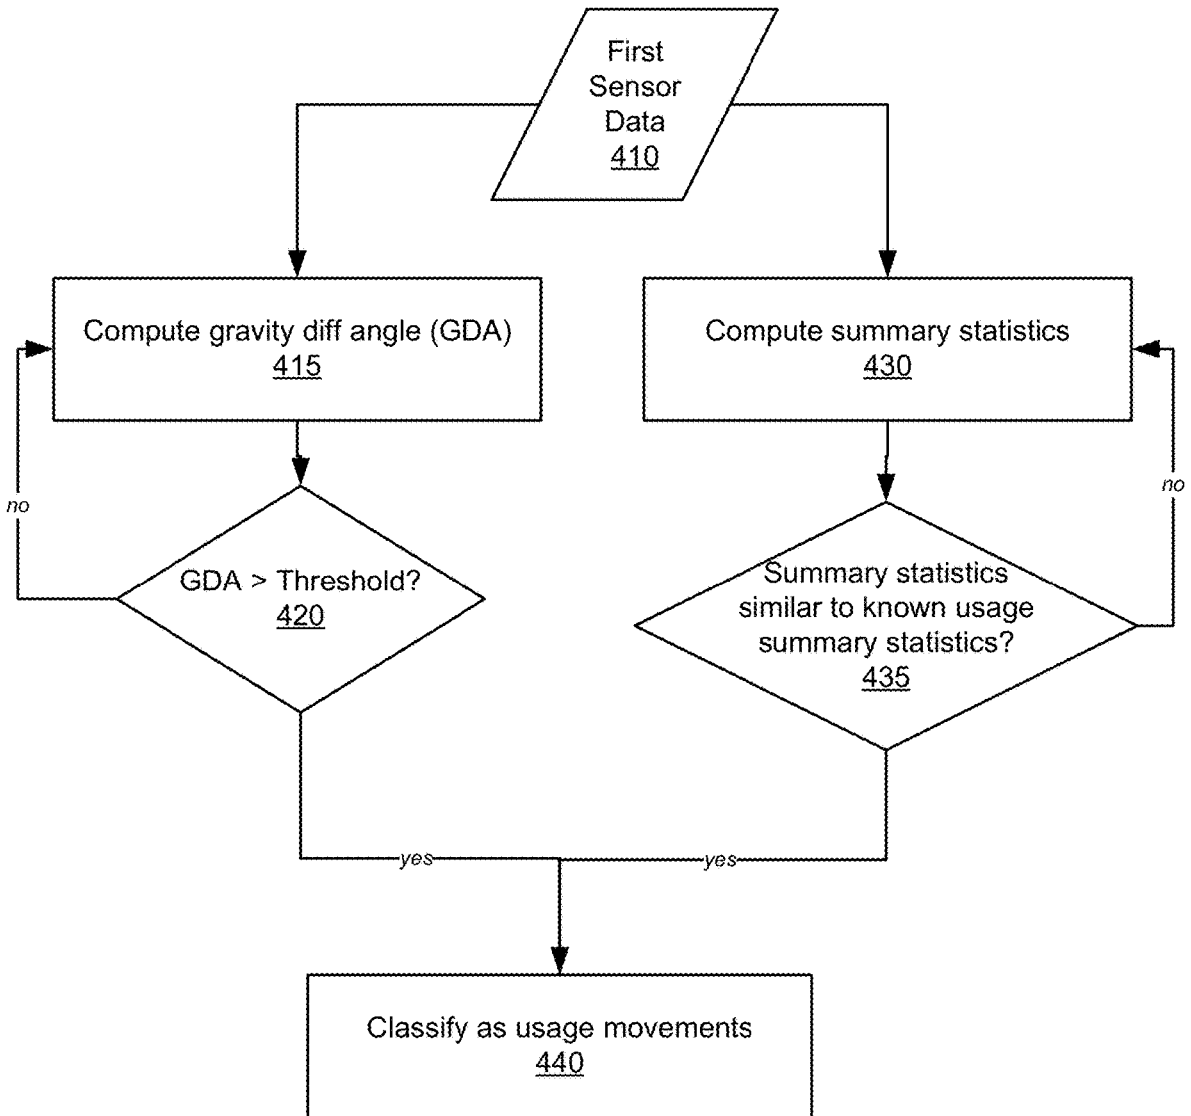 First
Sensor
Data
410
Compute gravity diff angle (GDA)
415
Compute summary statistics
430
no
no
GDA > Threshold?
420
Summary statistics
similar to known usage
summary statistics?
435
yes
yes
Classify as usage movements
440